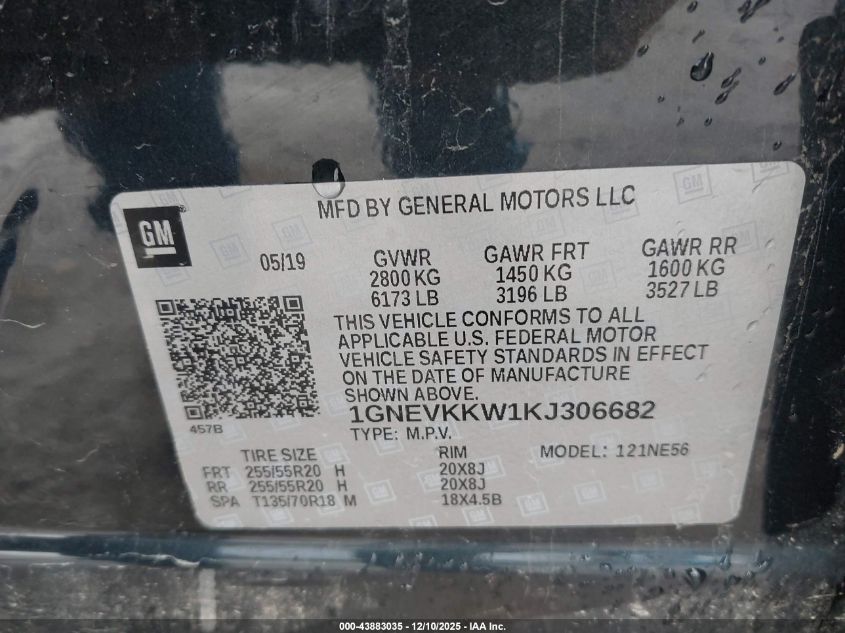 MFD BY GENERAL MOTORS LLC
GM
05/19
GVWR GAWR FRT GAWR RR
2800 KG 1450 KG 1600 KG
6173 LB 3196 LB 3527 LB
THIS VEHICLE CONFORMS TO ALL
APPLICABLE U.S. FEDERAL MOTOR
VEHICLE SAFETY STANDARDS IN EFFECT
ON THE DATE OF MANUFACTURE
SHOWN ABOVE.
1GNEVKKW1KJ306682
457B
TYPE: M.P.V.
MODEL: 121NE56
TIRE SIZE RIM
FRT 255/55R20 H 20X8J
RR 255/55R20 H 20X8J
SPA T135/70R18 M 18X4.5B
000-43883035 - 12/10/2025 - IAA Inc.